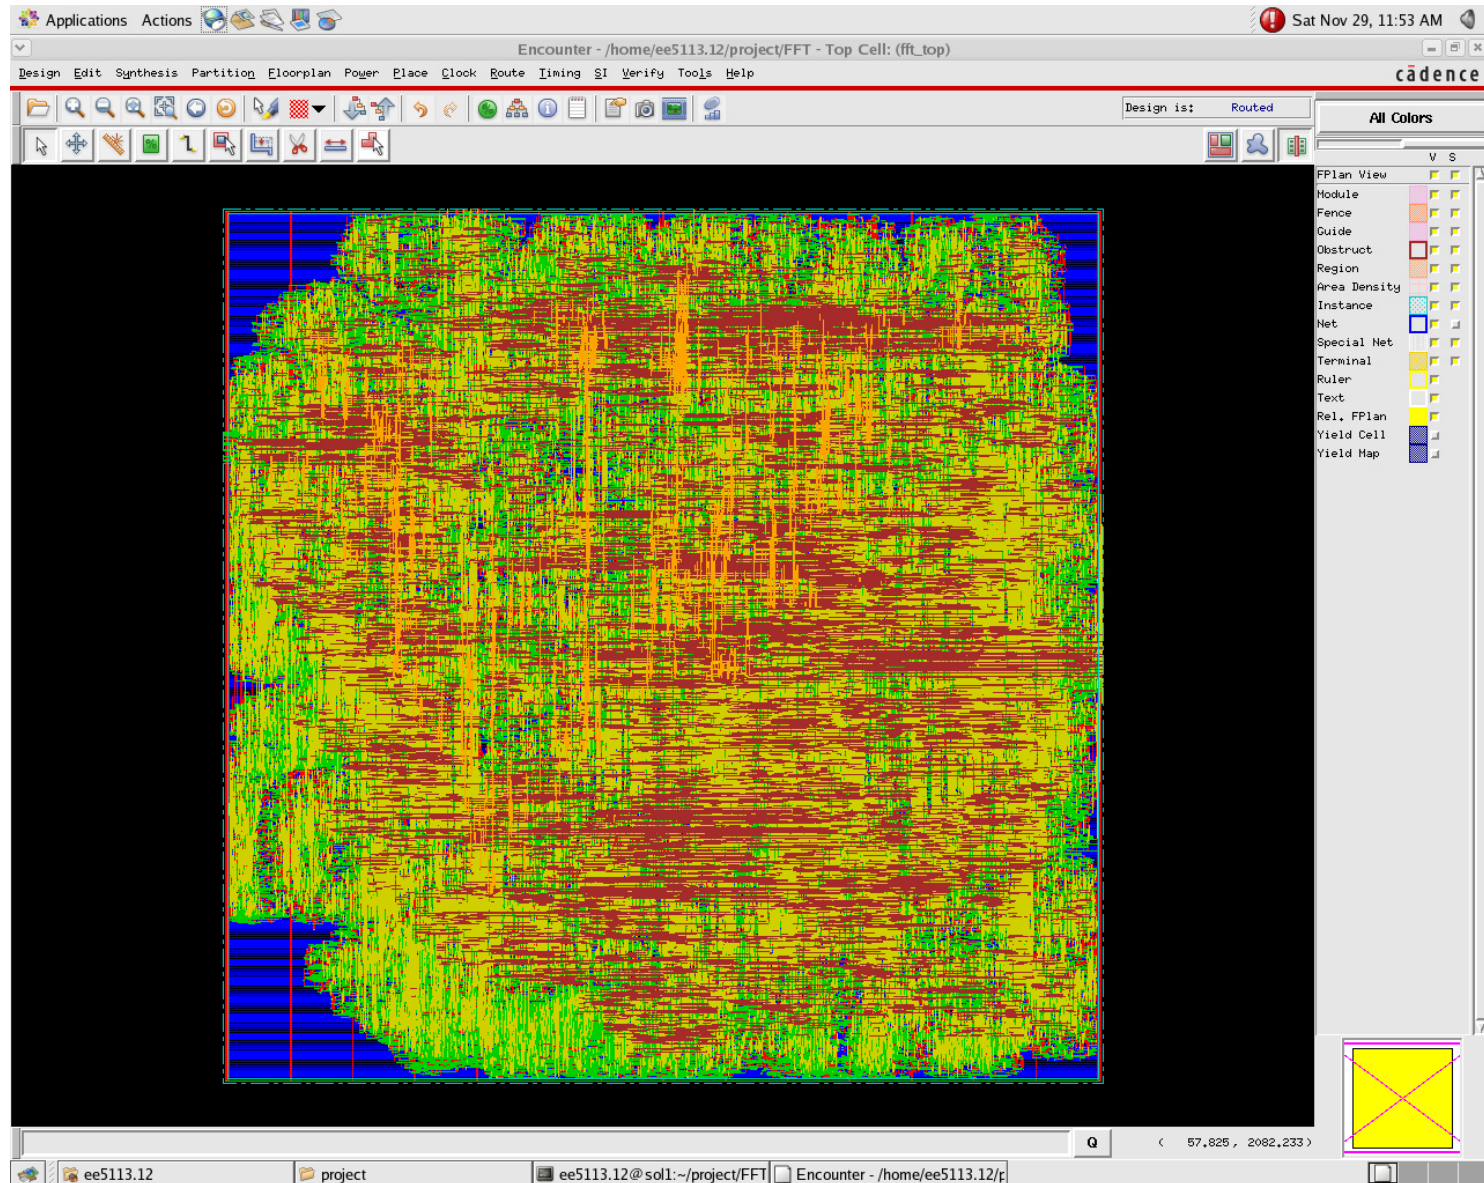 Applications Actions Sat Nov 29, 11:53 AM
Encounter - /home/ee5113.12/project/FFT - Top Cell: (fft_top)
Design Edit Synthesis Partition Floorplan Power Place Clock Route Timing SI Verify Tools Help
cādence
Design is: Routed
All Colors
V S
FPlan View
Module
Fence
Guide
Obstruct
Region
Area Density
Instance
Net
Special Net
Terminal
Ruler
Text
Rel. FPlan
Yield Cell
Yield Map
Q
( 57.825, 2082.233)
ee5113.12
project
ee5113.12@sol1:~/project/FFT
Encounter - /home/ee5113.12/p